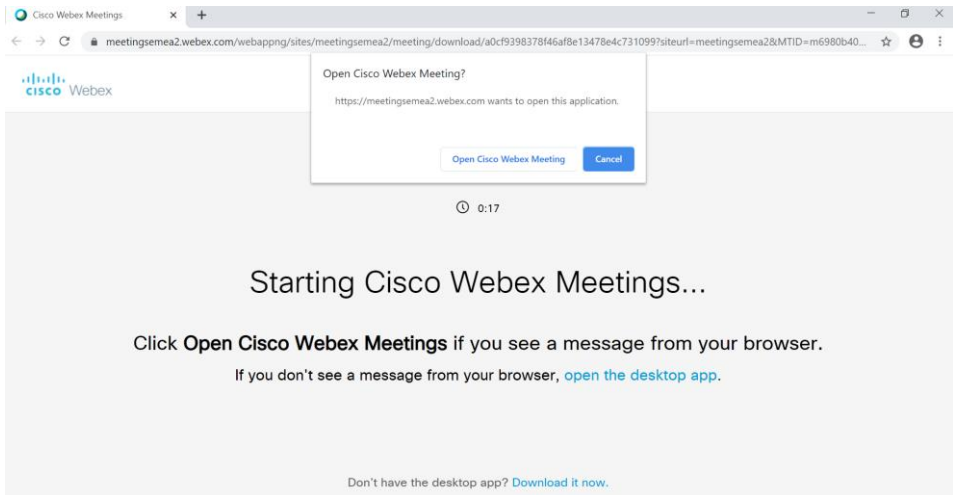 Cisco Webex Meetings
meetingsemea2.webex.com/webappng/sites/meetingsemea2/meeting/download/a0cf9398378f46af8e13478e4c731099?siteurl=meetingsemea2&MTID=m6980b40...
CISCO Webex
Open Cisco Webex Meeting?
https://meetingsemea2.webex.com wants to open this application.
Open Cisco Webex Meeting Cancel
0:17
Starting Cisco Webex Meetings...
Click Open Cisco Webex Meetings if you see a message from your browser.
If you don't see a message from your browser, open the desktop app.
Don't have the desktop app? Download it now.